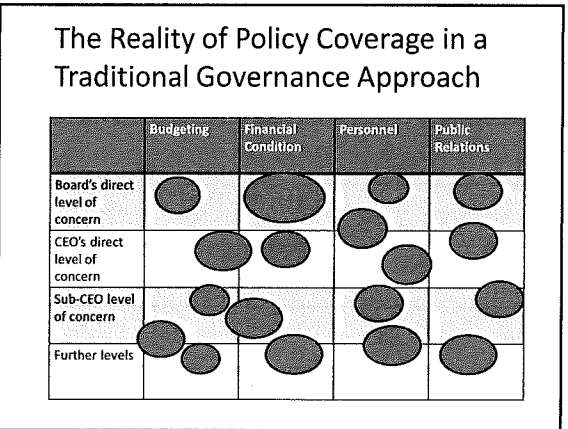 The Reality of Policy Coverage in a
Traditional Governance Approach
Budgeting
Financial
Condition
Personnel
Public
Relations
Board's direct
level of
concern
CEO's direct
level of
concern
Sub-CEO level
of concern
Further levels